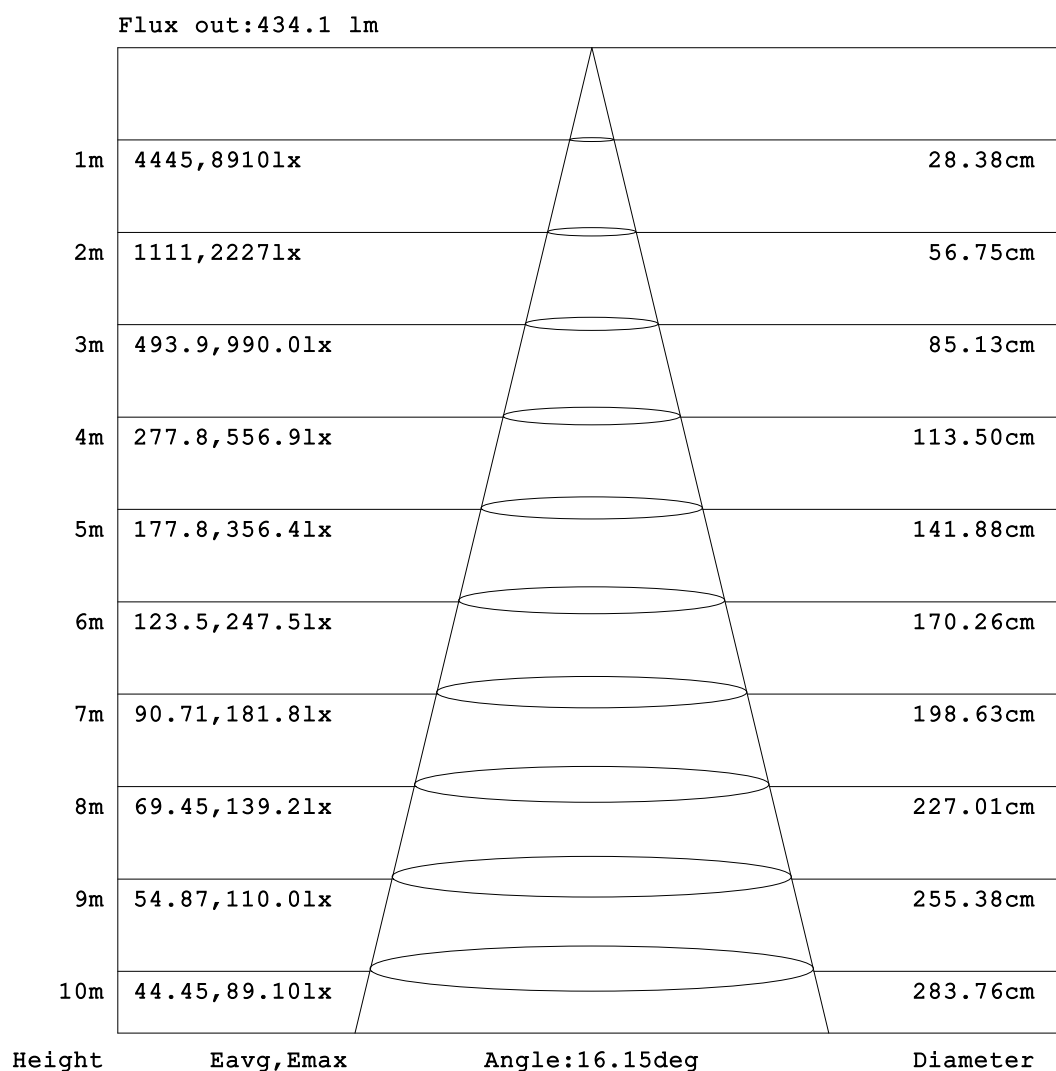 Flux out:434.1 lm
1m 4445,8910lx 28.38cm
2m 1111,2227lx 56.75cm
3m 493.9,990.0lx 85.13cm
4m 277.8,556.9lx 113.50cm
5m 177.8,356.4lx 141.88cm
6m 123.5,247.5lx 170.26cm
7m 90.71,181.8lx 198.63cm
8m 69.45,139.2lx 227.01cm
9m 54.87,110.0lx 255.38cm
10m 44.45,89.10lx 283.76cm
Height Eavg,Emax Angle:16.15deg Diameter